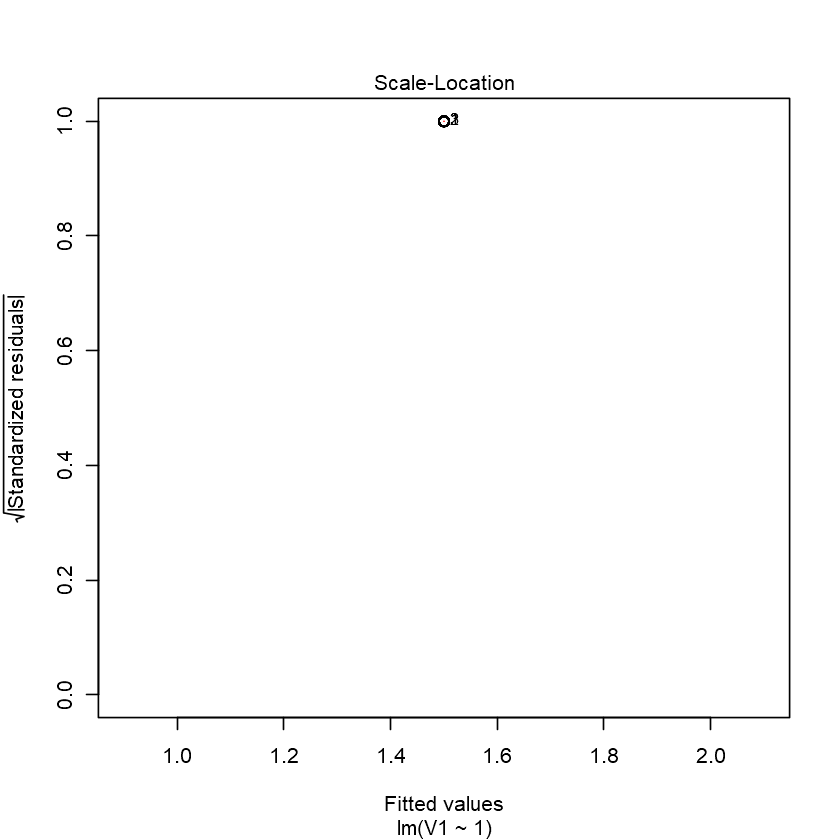 Scale-Location
1.0
0.8
0.6
0.4
0.2
0.0
√|Standardized residuals|
1.0 1.2 1.4 1.6 1.8 2.0
Fitted values
lm(V1 ~ 1)